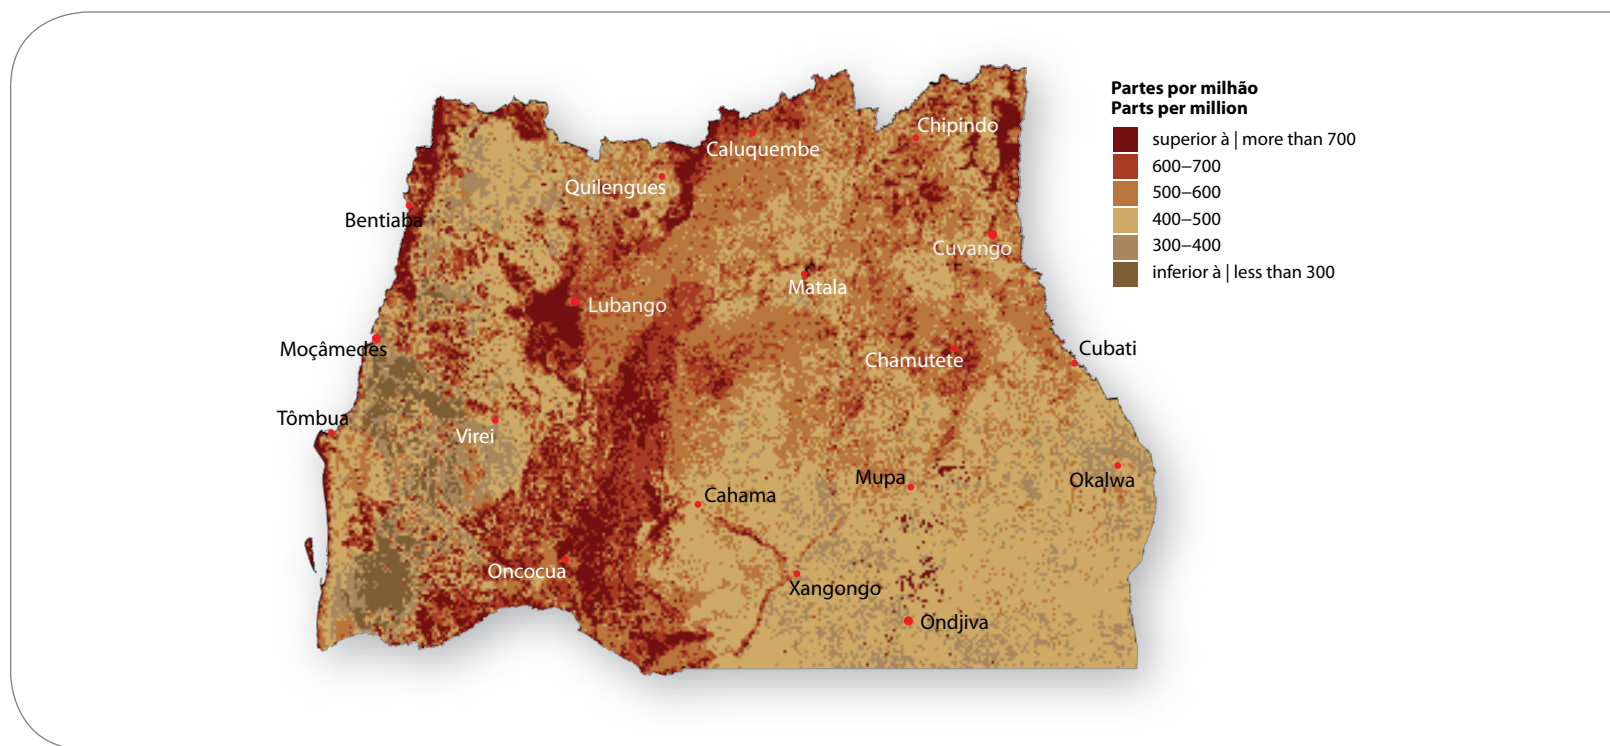 Partes por milhão
Parts per million
superior à | more than 700
600–700
500–600
400–500
300–400
inferior à | less than 300
Chipindo
Caluquembe
Quilengues
Bentiaba
Cuvango
Matala
Lubango
Moçâmedes
Cubati
Chamutete
Tômbua
Virei
Mupa
Okalwa
Cahama
Oncocua
Xangongo
Ondjiva